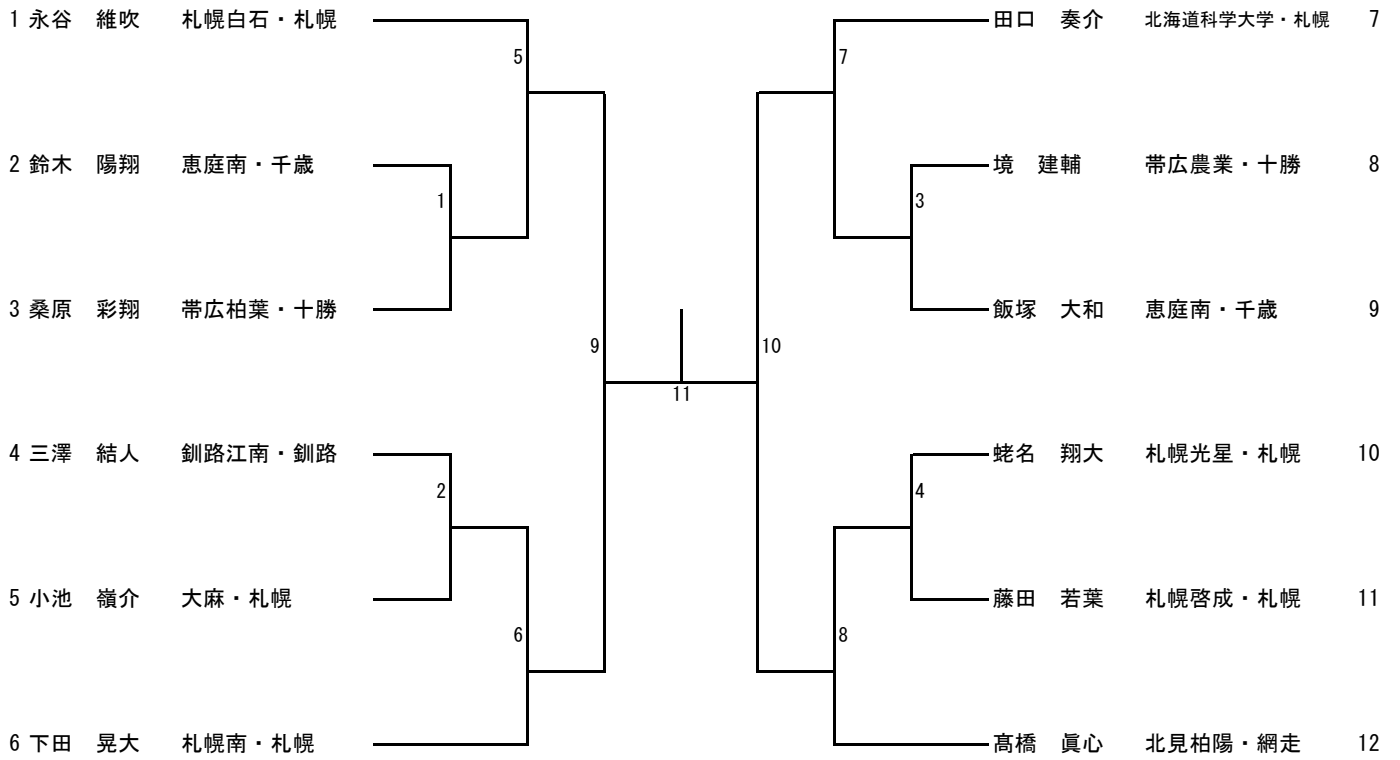 1 永谷　維吹　札幌白石・札幌
田口　奏介　北海道科学大学・札幌　7
5
7
2 鈴木　陽翔　恵庭南・千歳
境　建輔　帯広農業・十勝　8
1
3
3 桑原　彩翔　帯広柏葉・十勝
飯塚　大和　恵庭南・千歳　9
9
10
11
4 三澤　結人　釧路江南・釧路
蛯名　翔大　札幌光星・札幌　10
2
4
5 小池　嶺介　大麻・札幌
藤田　若葉　札幌啓成・札幌　11
6
8
6 下田　晃大　札幌南・札幌
髙橋　眞心　北見柏陽・網走　12